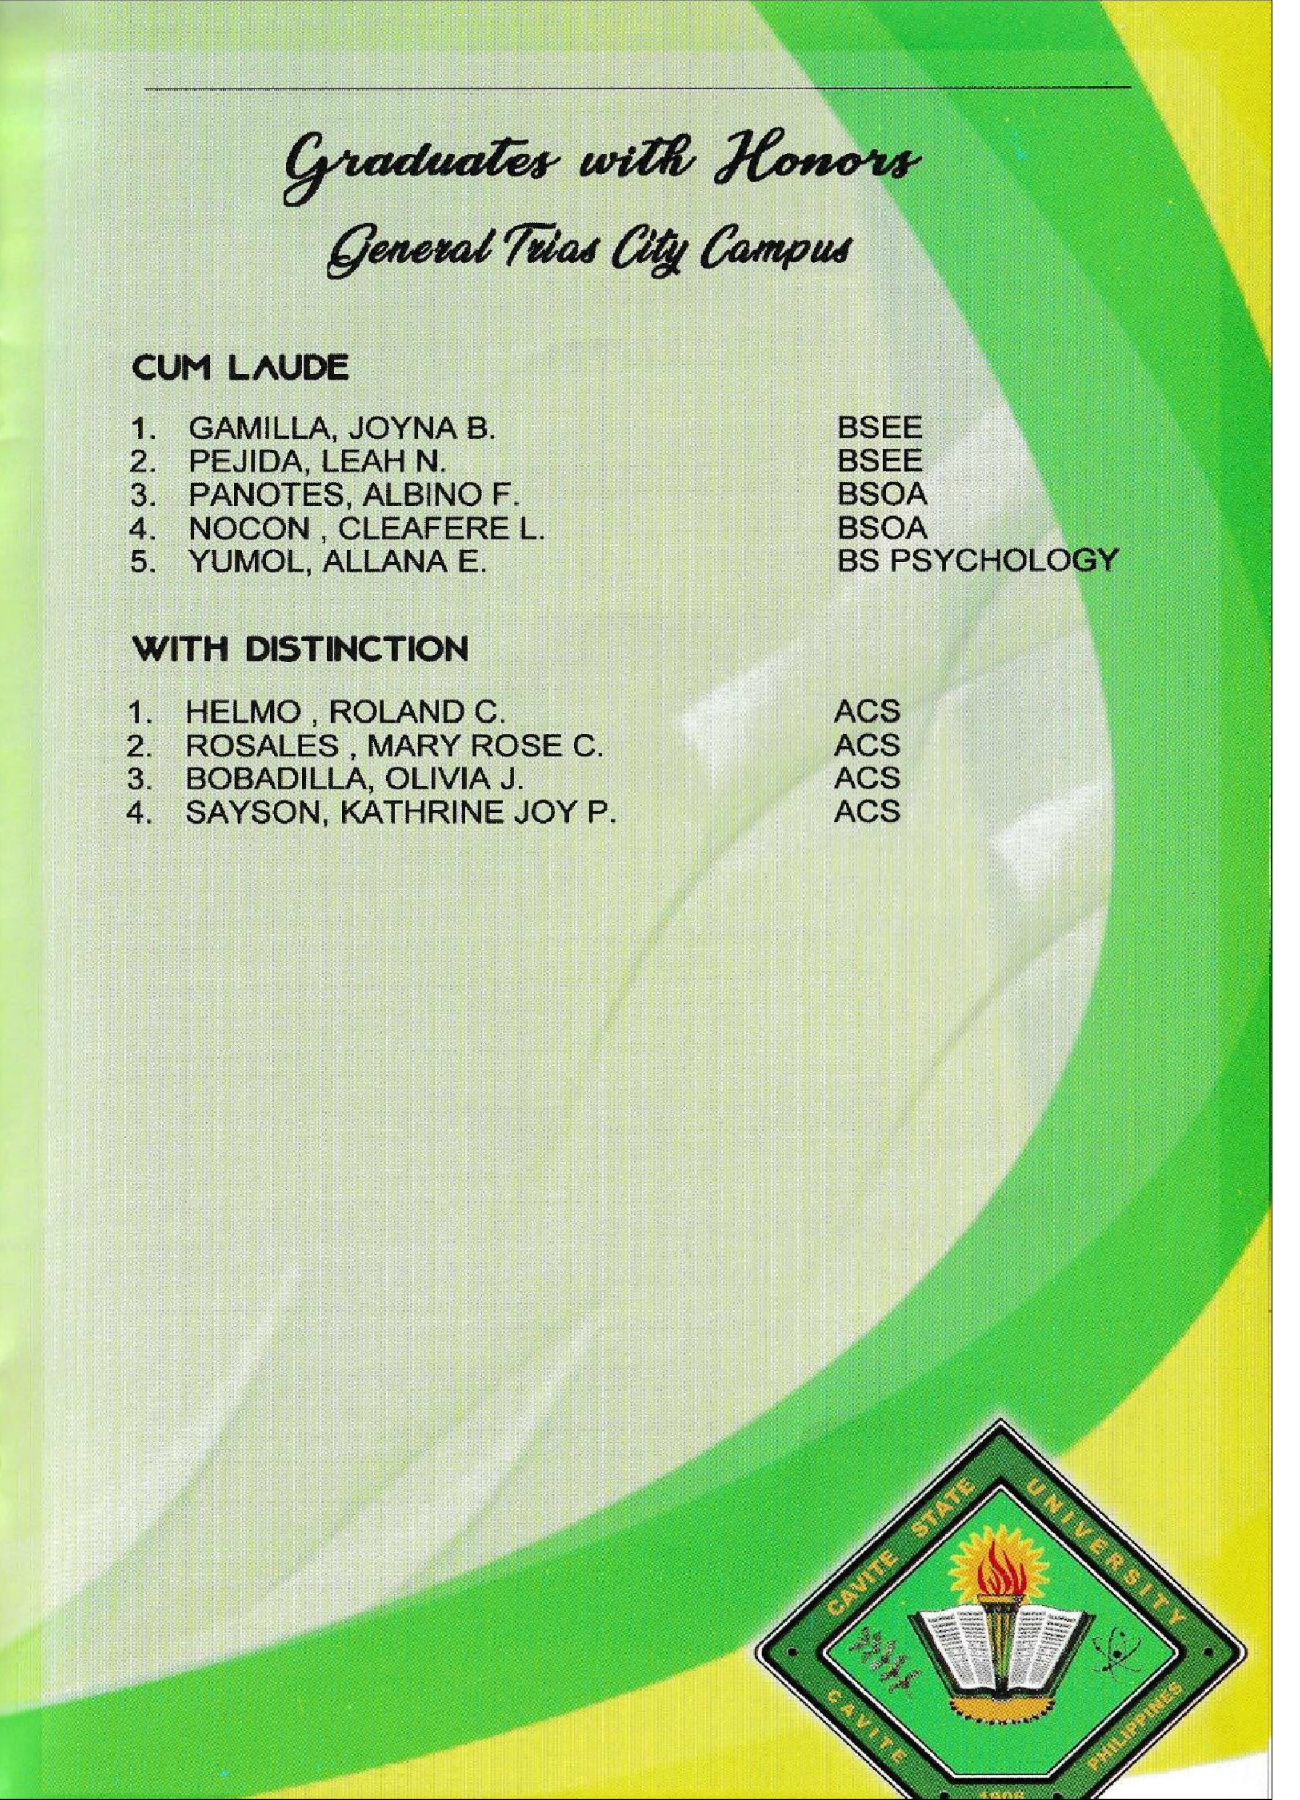 Graduates with Honors
General Trias City Campus
CUM LAUDE
1. GAMILLA, JOYNA B. BSEE
2. PEJIDA, LEAH N. BSEE
3. PANOTES, ALBINO F. BSOA
4. NOCON , CLEAFERE L. BSOA
5. YUMOL, ALLANA E. BS PSYCHOLOGY
WITH DISTINCTION
1. HELMO , ROLAND C. ACS
2. ROSALES , MARY ROSE C. ACS
3. BOBADILLA, OLIVIA J. ACS
4. SAYSON, KATHRINE JOY P. ACS
CAVITE STATE UNIVERSITY
CAVITE PHILIPPINES
1906